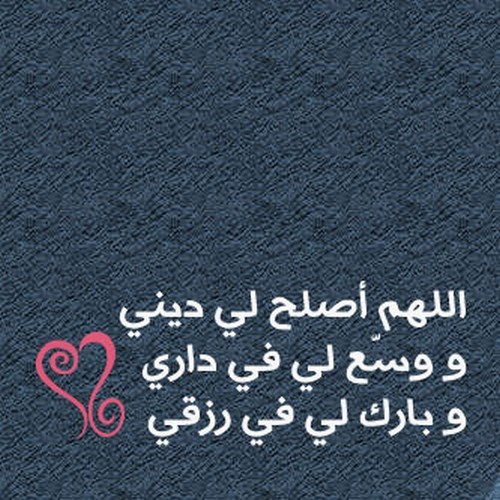 اللهم أصلح لي ديني
و وسّع لي في داري
و بارك لي في رزقي